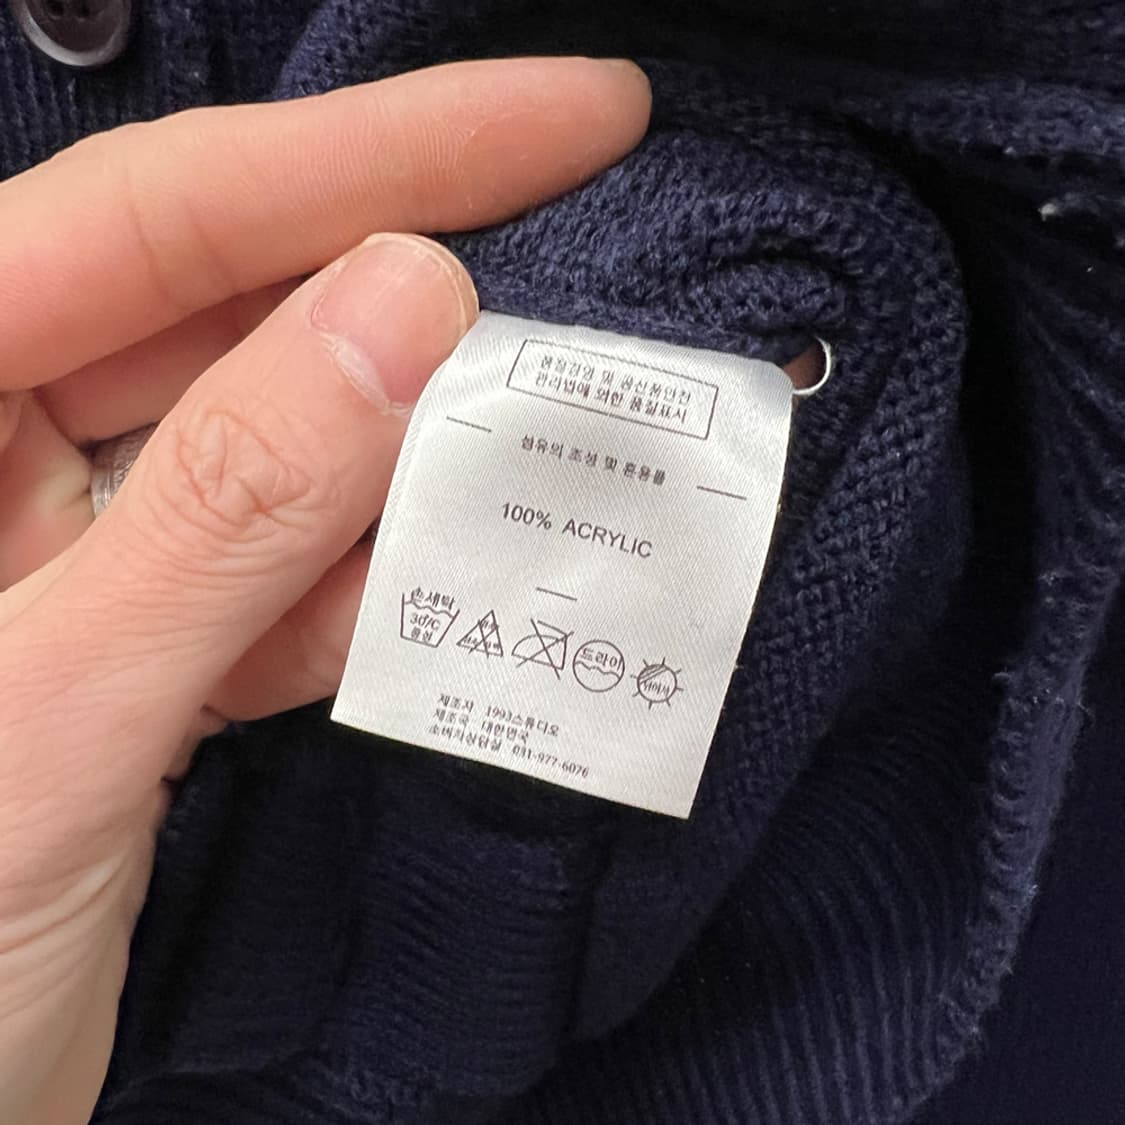 품질경영 및 공산품안전
관리법에 의한 품질표시
섬유의 조성 및 혼용률
100% ACRYLIC
손세탁
30°C
중성
드라이
뉘어서
제조자 1993스튜디오
제조국 대한민국
소비자상담실 031-977-6076